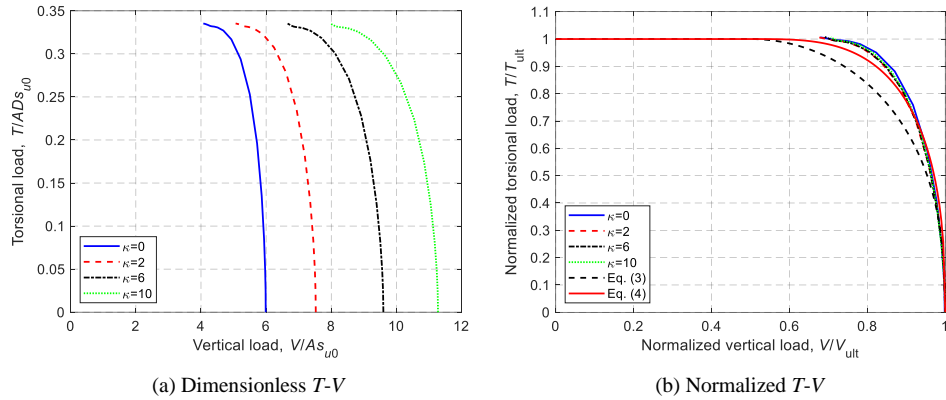 0.35
0.3
0.25
0.2
0.15
0.1
0.05
0
Torsional load, T/ADs_u0
κ=0
κ=2
κ=6
κ=10
0 2 4 6 8 10 12
Vertical load, V/As_u0
(a) Dimensionless T-V
1.1
1
0.9
0.8
0.7
0.6
0.5
0.4
0.3
0.2
0.1
0
Normalized torsional load, T/T_ult
κ=0
κ=2
κ=6
κ=10
Eq. (3)
Eq. (4)
0 0.2 0.4 0.6 0.8 1
Normalized vertical load, V/V_ult
(b) Normalized T-V